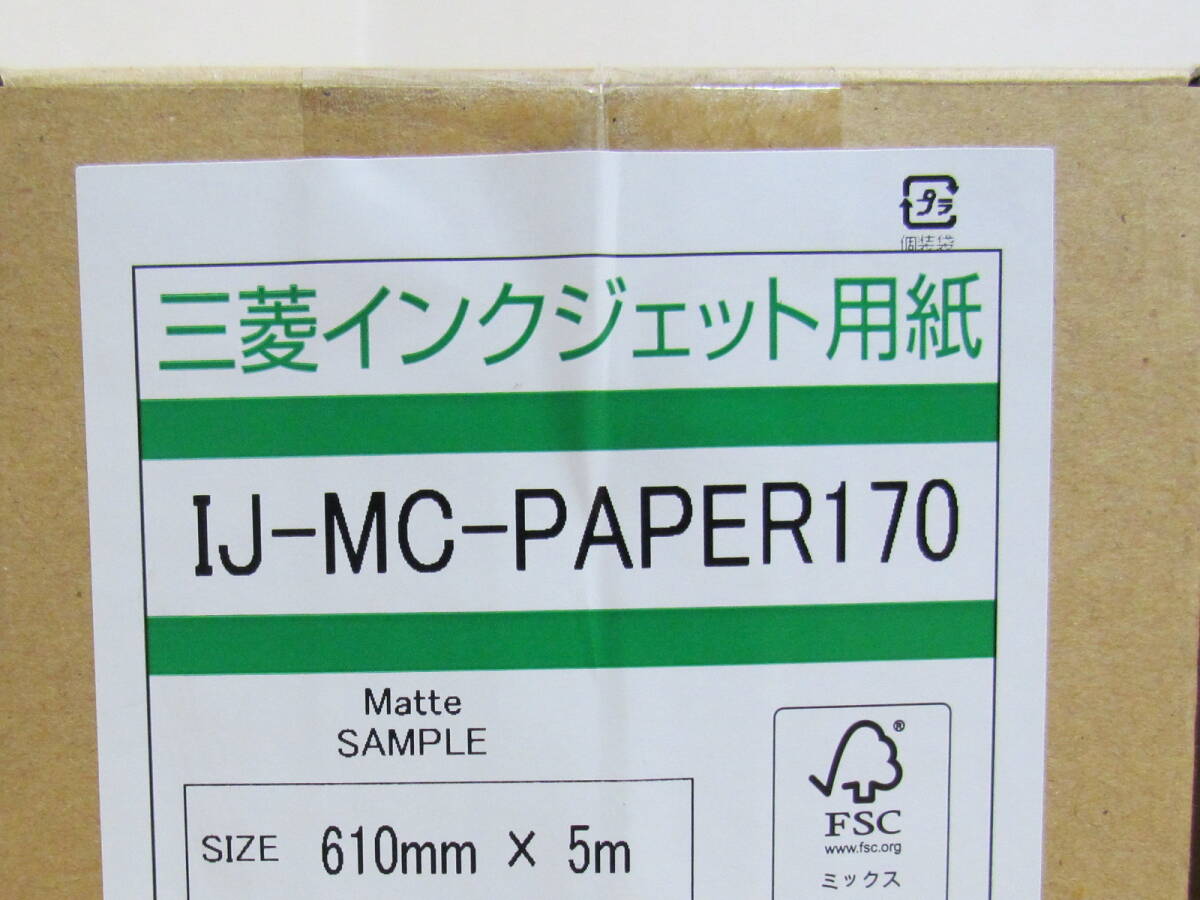 プラ
個装袋
三菱インクジェット用紙
IJ-MC-PAPER170
Matte
SAMPLE
SIZE 610mm × 5m
®
FSC
www.fsc.org
ミックス